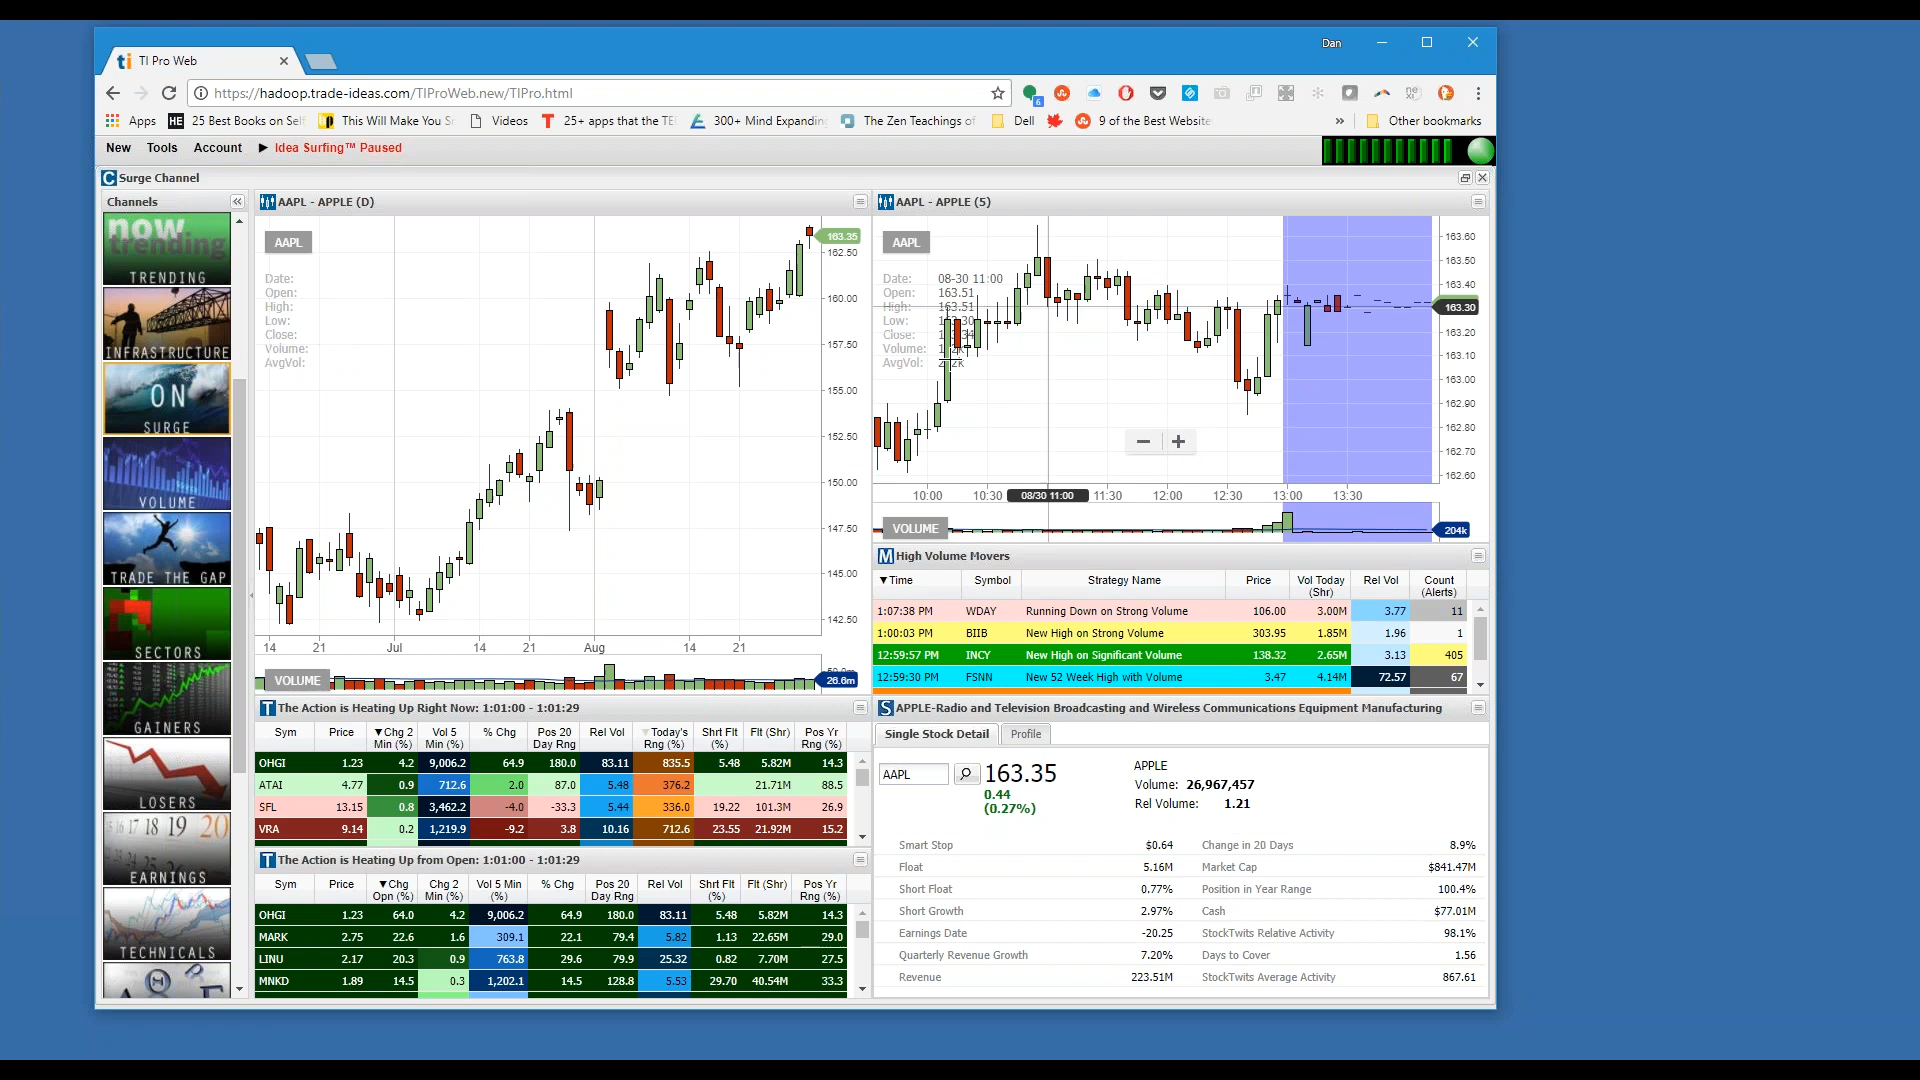 Dan
ti TI Pro Web
https://hadoop.trade-ideas.com/TIProWeb.new/TIPro.html
6
Apps HE 25 Best Books on Sel This Will Make You S Videos T 25+ apps that the TE 300+ Mind Expandin The Zen Teachings of Dell 9 of the Best Website » Other bookmarks
New Tools Account ▶ Idea Surfing™ Paused
C Surge Channel
Channels
now trending
TRENDING
INFRASTRUCTURE
ON
SURGE
VOLUME
TRADE THE GAP
SECTORS
GAINERS
LOSERS
EARNINGS
TECHNICALS
AAPL - APPLE (D)
AAPL
Date:
Open:
High:
Low:
Close:
Volume:
AvgVol:
163.35
162.50
160.00
157.50
155.00
152.50
150.00
147.50
145.00
142.50
14 21 Jul 14 21 Aug 14 21
VOLUME
26.6m
AAPL - APPLE (5)
AAPL
Date: 08-30 11:00
Open: 163.51
High: 163.51
Low: 163.30
Close:
Volume:
AvgVol:
163.60
163.50
163.40
163.30
163.20
163.10
163.00
162.90
162.80
162.70
162.60
− +
10:00 10:30 08/30 11:00 11:30 12:00 12:30 13:00 13:30
VOLUME
204k
M High Volume Movers
▼Time Symbol Strategy Name Price Vol Today (Shr) Rel Vol Count (Alerts)
1:07:38 PM WDAY Running Down on Strong Volume 106.00 3.00M 3.77 11
1:00:03 PM BIIB New High on Strong Volume 303.95 1.85M 1.96 1
12:59:57 PM INCY New High on Significant Volume 138.32 2.65M 3.13 405
12:59:30 PM FSNN New 52 Week High with Volume 3.47 4.14M 72.57 67
T The Action is Heating Up Right Now: 1:01:00 - 1:01:29
Sym Price ▼Chg 2 Min (%) Vol 5 Min (%) % Chg Pos 20 Day Rng Rel Vol Today's Rng (%) Shrt Flt (%) Flt (Shr) Pos Yr Rng (%)
OHGI 1.23 4.2 9,006.2 64.9 180.0 83.11 835.5 5.48 5.82M 14.3
ATAI 4.77 0.9 712.6 2.0 87.0 5.48 376.2 21.71M 88.5
SFL 13.15 0.8 3,462.2 -4.0 -33.3 5.44 336.0 19.22 101.3M 26.9
VRA 9.14 0.2 1,219.9 -9.2 3.8 10.16 712.6 23.55 21.92M 15.2
T The Action is Heating Up from Open: 1:01:00 - 1:01:29
Sym Price ▼Chg Opn (%) Chg 2 Min (%) Vol 5 Min (%) % Chg Pos 20 Day Rng Rel Vol Shrt Flt (%) Flt (Shr) Pos Yr Rng (%)
OHGI 1.23 64.0 4.2 9,006.2 64.9 180.0 83.11 5.48 5.82M 14.3
MARK 2.75 22.6 1.6 309.1 22.1 79.4 5.82 1.13 22.65M 29.0
LINU 2.17 20.3 0.9 763.8 29.6 79.9 25.32 0.82 7.70M 27.5
MNKD 1.89 14.5 0.3 1,202.1 14.5 128.8 5.53 29.70 40.54M 33.3
S APPLE-Radio and Television Broadcasting and Wireless Communications Equipment Manufacturing
Single Stock Detail Profile
AAPL 163.35
0.44
(0.27%)
APPLE
Volume: 26,967,457
Rel Volume: 1.21
Smart Stop $0.64 Change in 20 Days 8.9%
Float 5.16M Market Cap $841.47M
Short Float 0.77% Position in Year Range 100.4%
Short Growth 2.97% Cash $77.01M
Earnings Date -20.25 StockTwits Relative Activity 98.1%
Quarterly Revenue Growth 7.20% Days to Cover 1.56
Revenue 223.51M StockTwits Average Activity 867.61